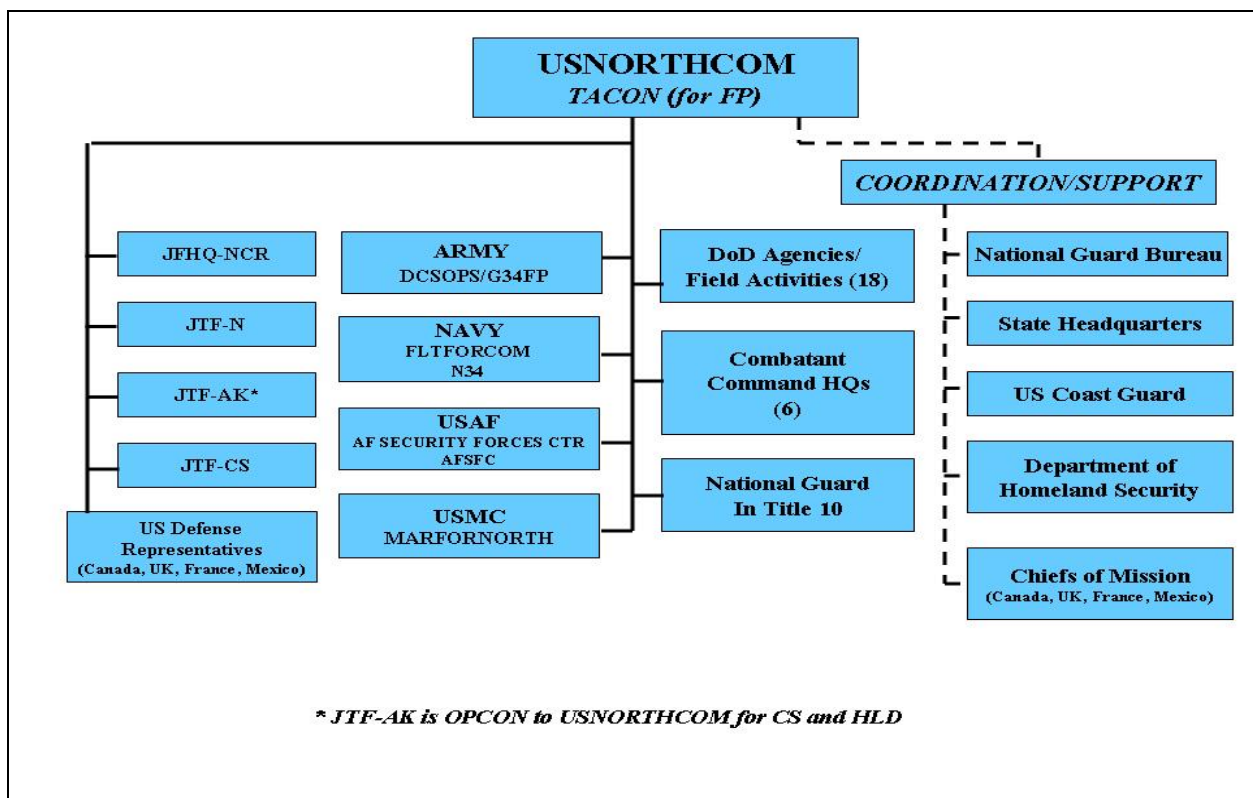 USNORTHCOM
TACON (for FP)
COORDINATION/SUPPORT
JFHQ-NCR
JTF-N
JTF-AK*
JTF-CS
US Defense
Representatives
(Canada, UK, France, Mexico)
ARMY
DCSOPS/G34FP
NAVY
FLTFORCOM
N34
USAF
AF SECURITY FORCES CTR
AFSFC
USMC
MARFORNORTH
DoD Agencies/
Field Activities (18)
Combatant
Command HQs
(6)
National Guard
In Title 10
National Guard Bureau
State Headquarters
US Coast Guard
Department of
Homeland Security
Chiefs of Mission
(Canada, UK, France, Mexico)
* JTF-AK is OPCON to USNORTHCOM for CS and HLD